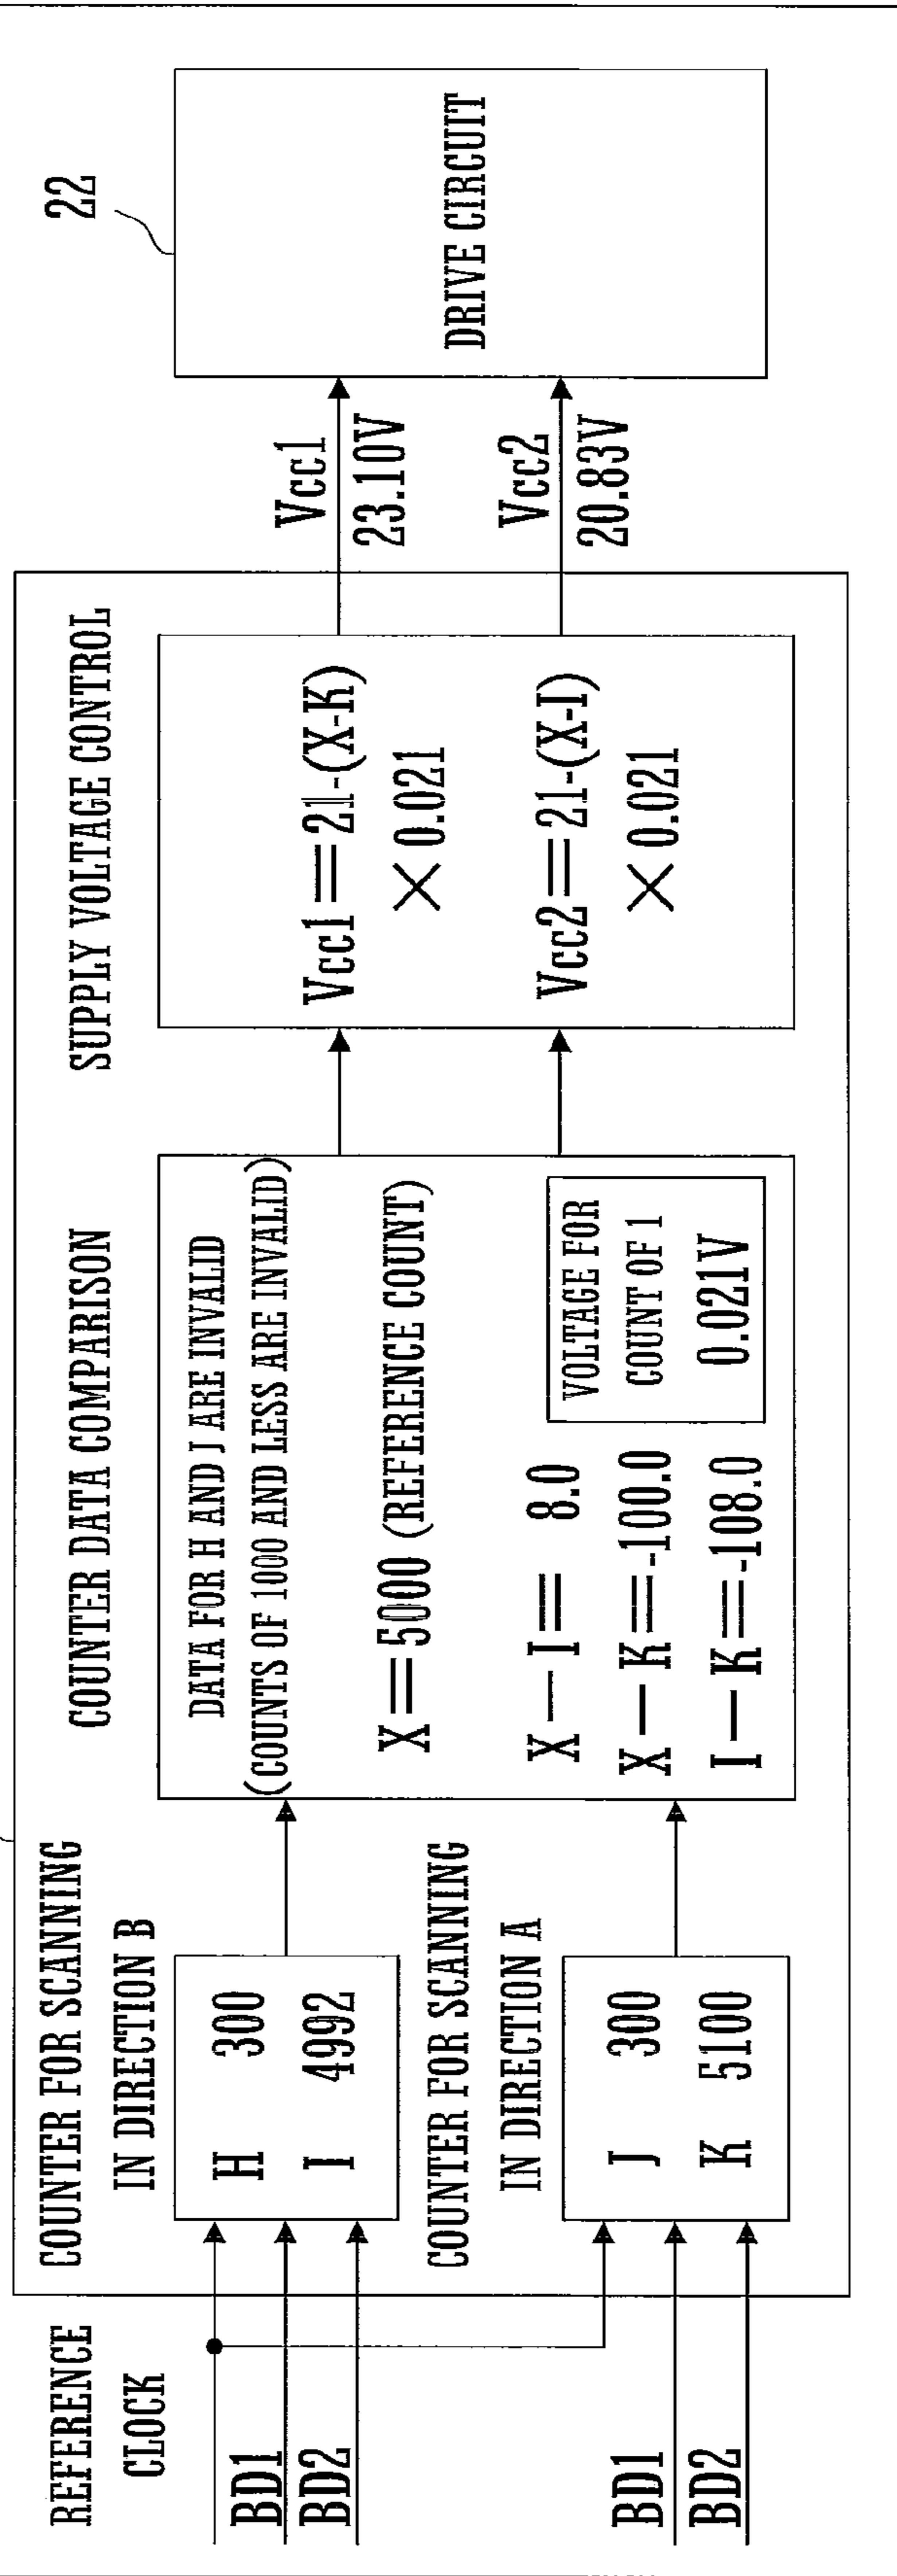 REFERENCE
CLOCK
BD1
BD2
BD1
BD2
COUNTER FOR SCANNING
IN DIRECTION B
H 300
I 4992
COUNTER FOR SCANNING
IN DIRECTION A
J 300
K 5100
COUNTER DATA COMPARISON
DATA FOR H AND J ARE INVALID
(COUNTS OF 1000 AND LESS ARE INVALID)
X=5000 (REFERENCE COUNT)
X-I= 8.0
X-K=-100.0
I-K=-108.0
VOLTAGE FOR
COUNT OF 1
0.021V
SUPPLY VOLTAGE CONTROL
Vcc1=21-(X-K)
×0.021
Vcc2=21-(X-I)
×0.021
Vcc1
23.10V
Vcc2
20.83V
22
DRIVE CIRCUIT